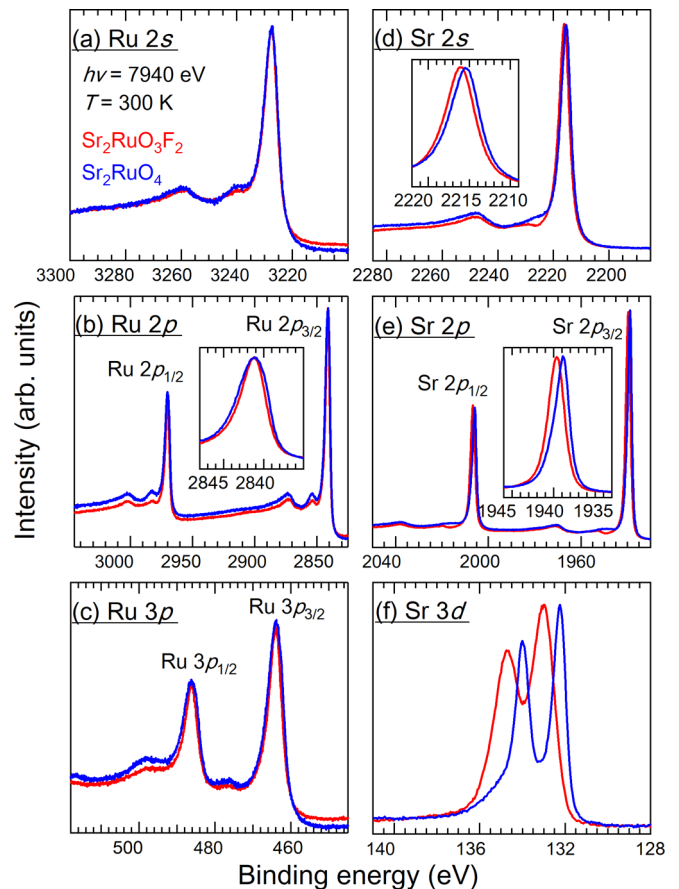 (a) Ru 2s
hν = 7940 eV
T = 300 K
Sr₂RuO₃F₂
Sr₂RuO₄
3300 3280 3260 3240 3220
(d) Sr 2s
2220 2215 2210
2280 2260 2240 2220 2200
(b) Ru 2p
Ru 2p₃/₂
Ru 2p₁/₂
2845 2840
3000 2950 2900 2850
(e) Sr 2p
Sr 2p₃/₂
Sr 2p₁/₂
1945 1940 1935
2040 2000 1960
(c) Ru 3p
Ru 3p₃/₂
Ru 3p₁/₂
500 480 460
(f) Sr 3d
140 136 132 128
Intensity (arb. units)
Binding energy (eV)